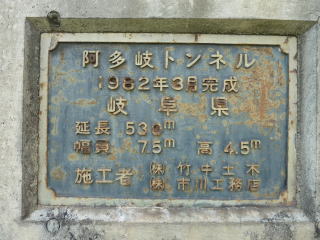 阿多岐トンネル
1982年3月完成
岐阜県
延長 530m
幅員 7.5m 高 4.5m
施工者 ㈱竹中土木
㈱市川工務店